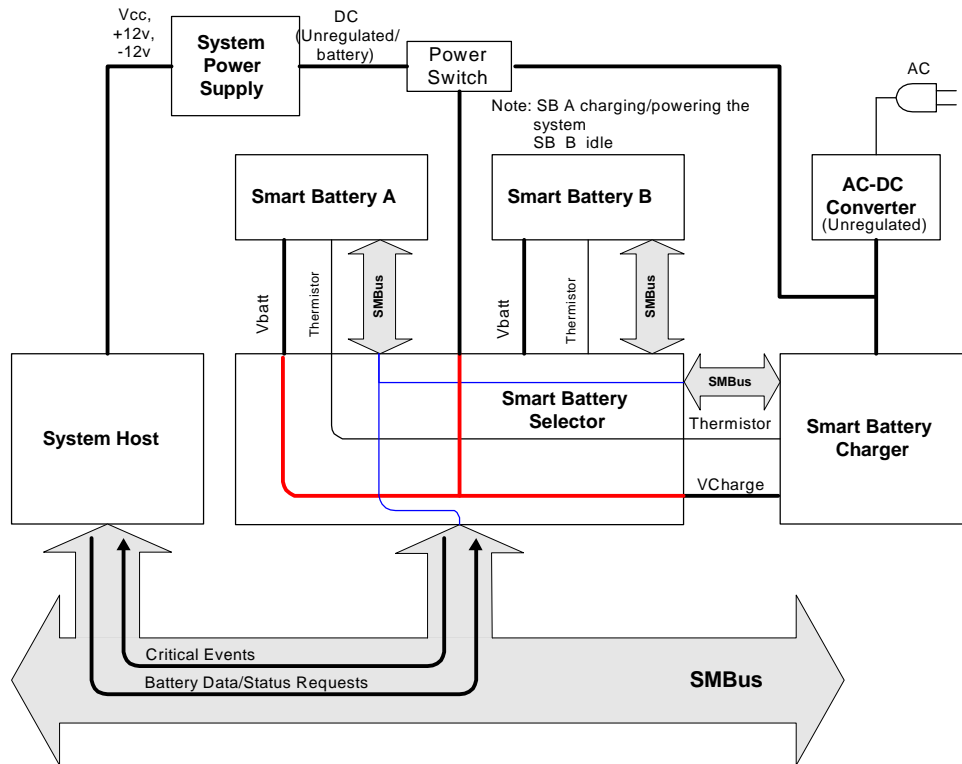 Vcc,
+12v,
-12v
System
Power
Supply
DC
(Unregulated/
battery)
Power
Switch
AC
Note: SB A charging/powering the
system
SB B idle
Smart Battery A
Smart Battery B
AC-DC
Converter
(Unregulated)
Vbatt
Thermistor
SMBus
Vbatt
Thermistor
SMBus
System Host
Smart Battery
Selector
SMBus
Thermistor
Smart Battery
Charger
VCharge
Critical Events
Battery Data/Status Requests
SMBus